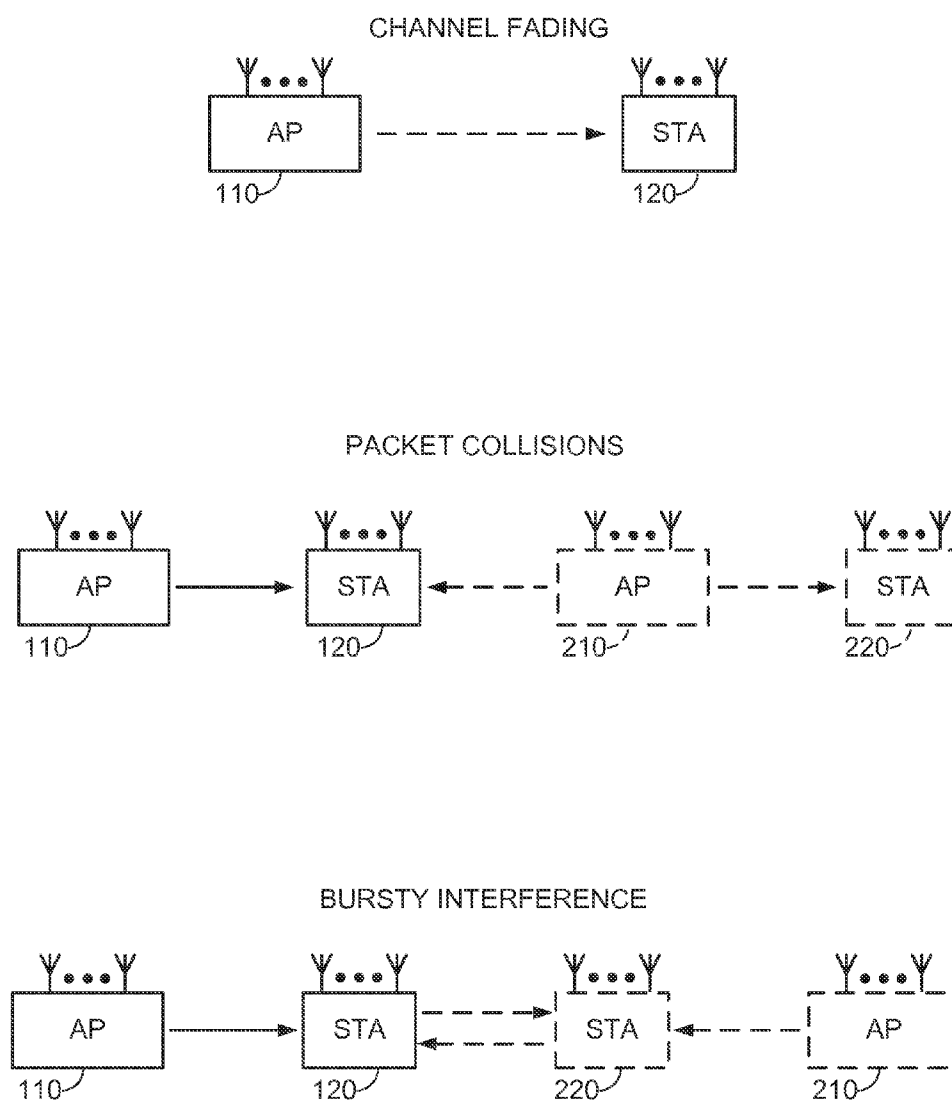 CHANNEL FADING
AP STA
110 120
PACKET COLLISIONS
AP STA AP STA
110 120 210 220
BURSTY INTERFERENCE
AP STA STA AP
110 120 220 210